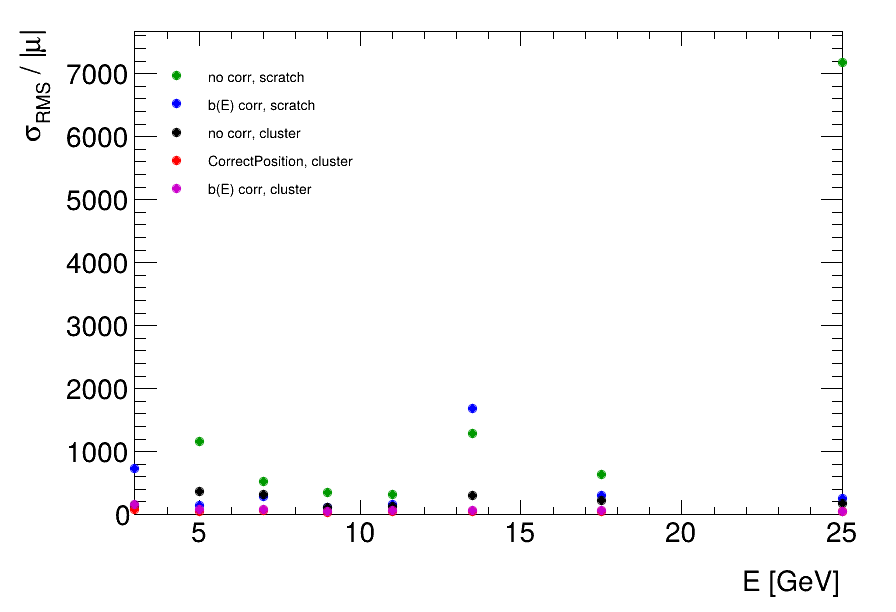 σRMS / |μ|
7000
6000
5000
4000
3000
2000
1000
0
no corr, scratch
b(E) corr, scratch
no corr, cluster
CorrectPosition, cluster
b(E) corr, cluster
5 10 15 20 25
E [GeV]